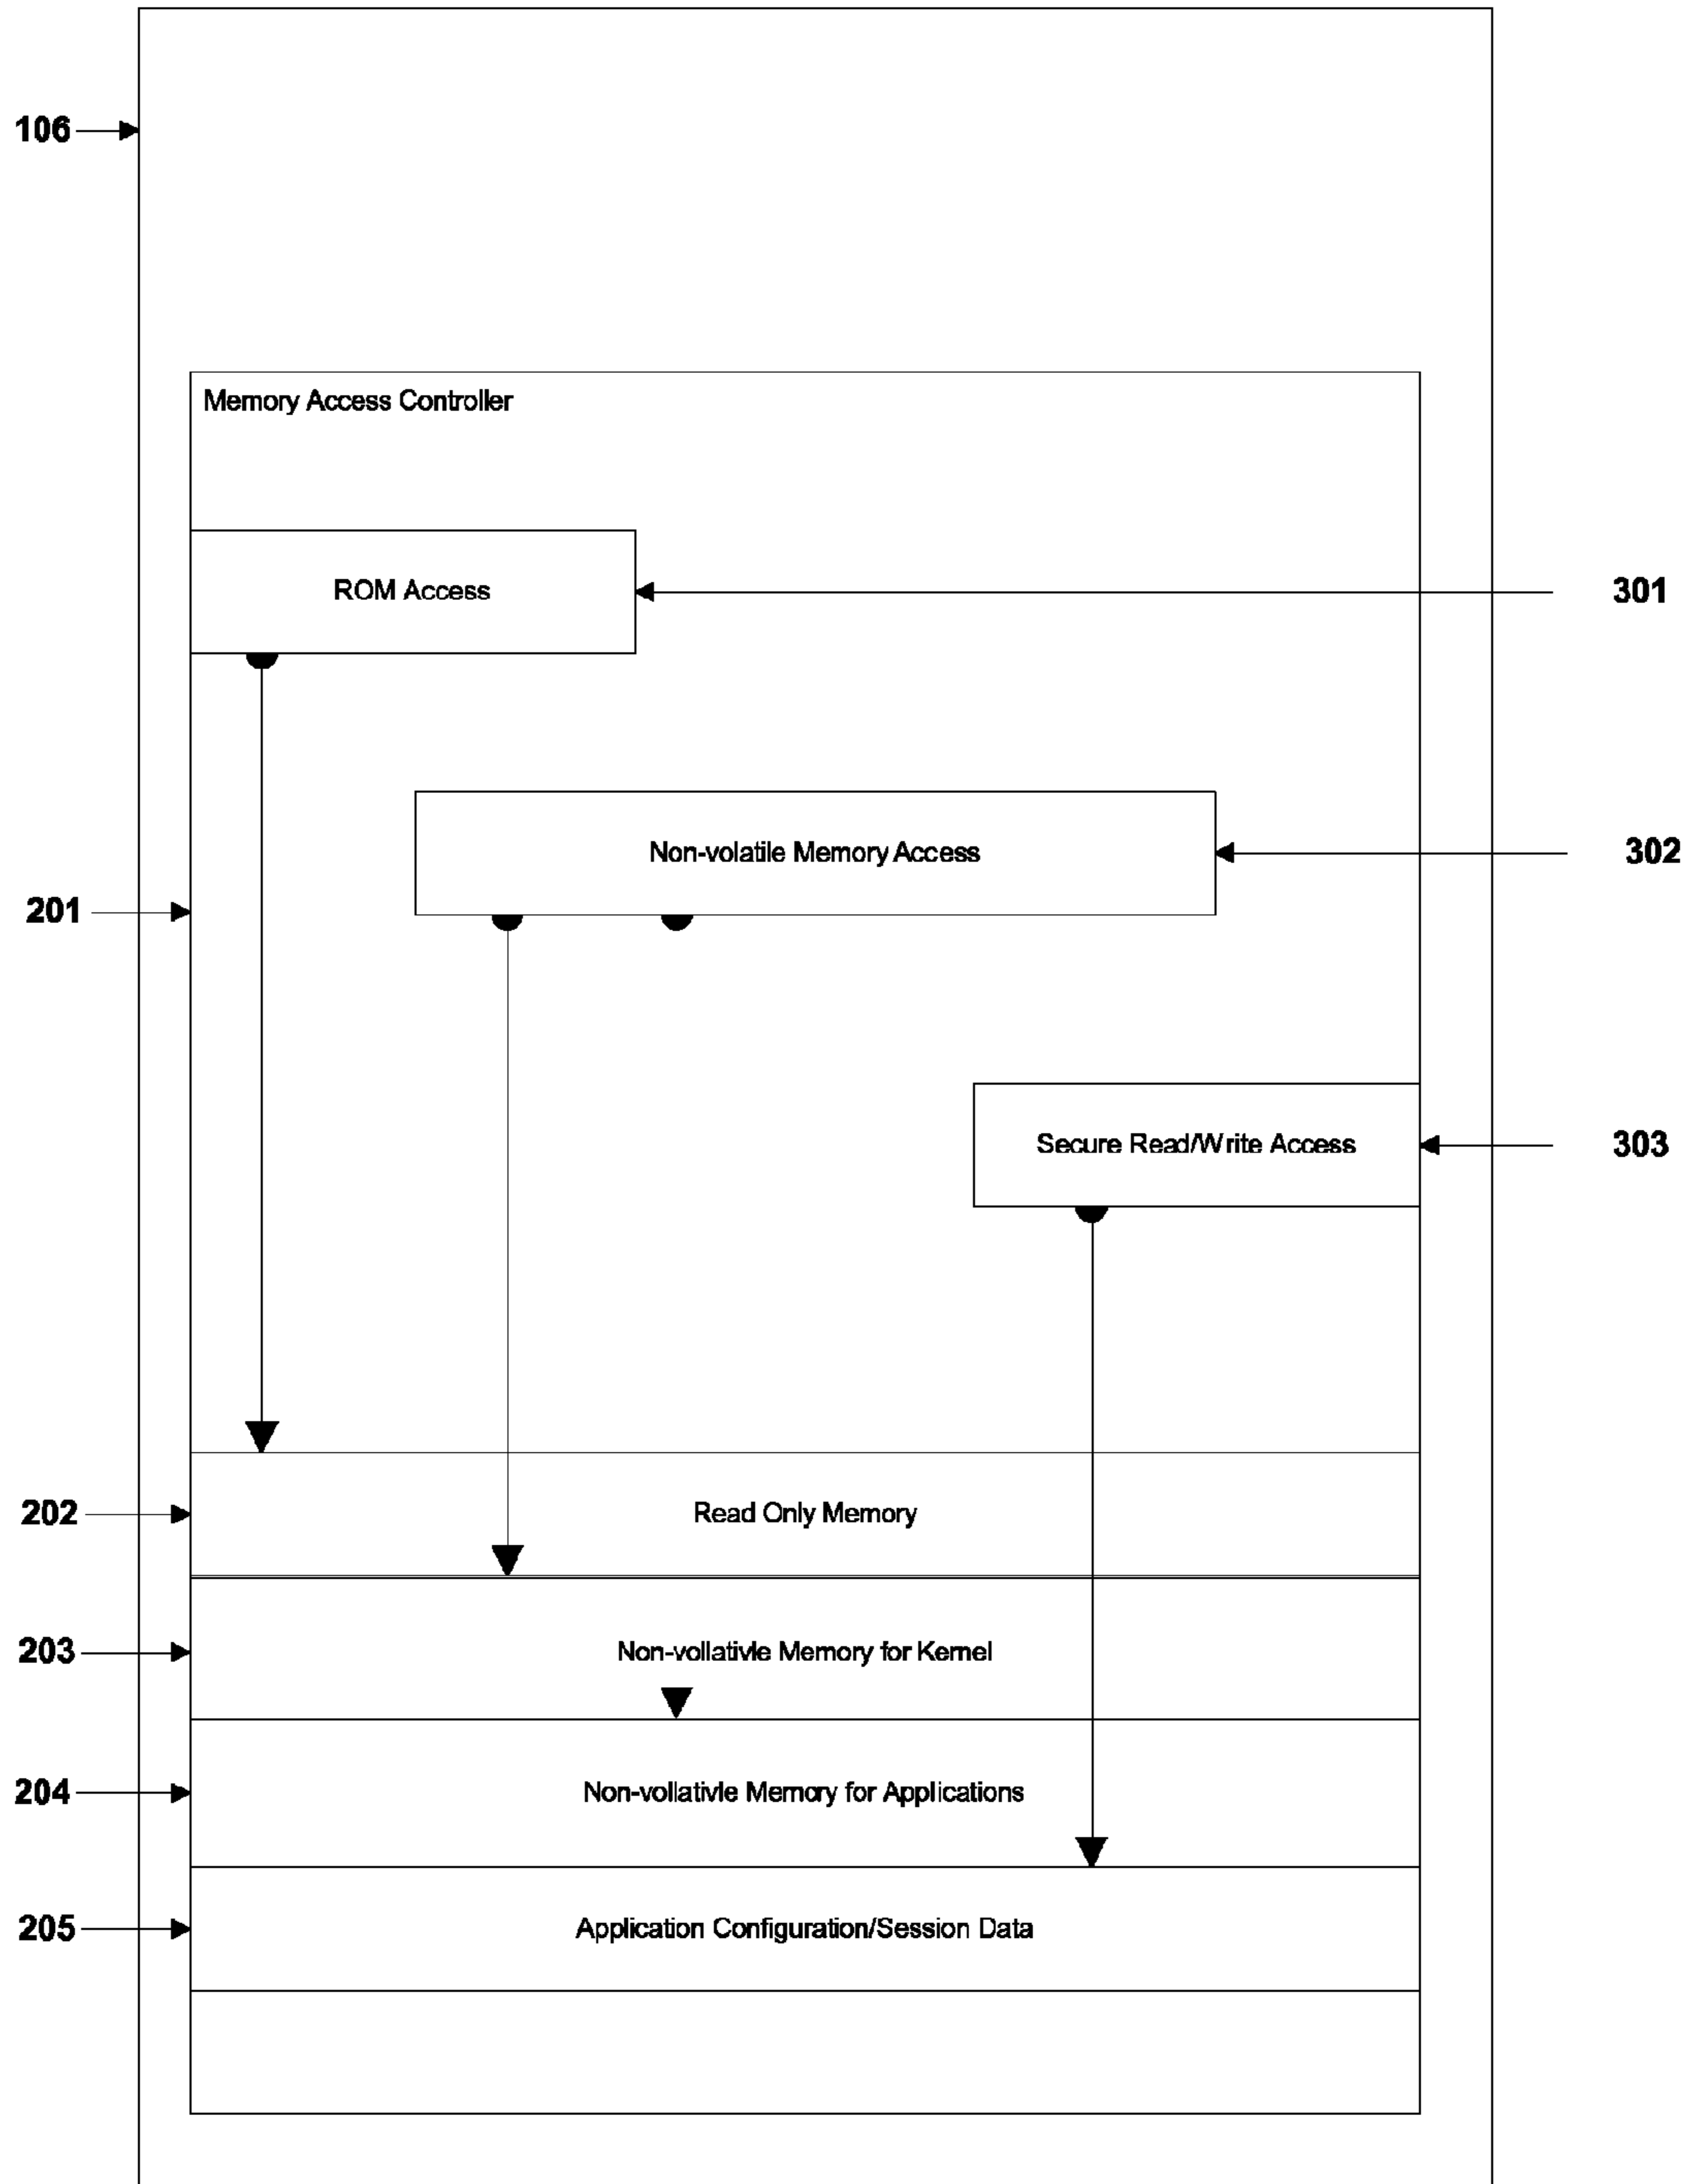 106
Memory Access Controller
ROM Access
301
Non-volatile Memory Access
302
201
Secure Read/Write Access
303
202
Read Only Memory
203
Non-vollativle Memory for Kernel
204
Non-vollativle Memory for Applications
205
Application Configuration/Session Data